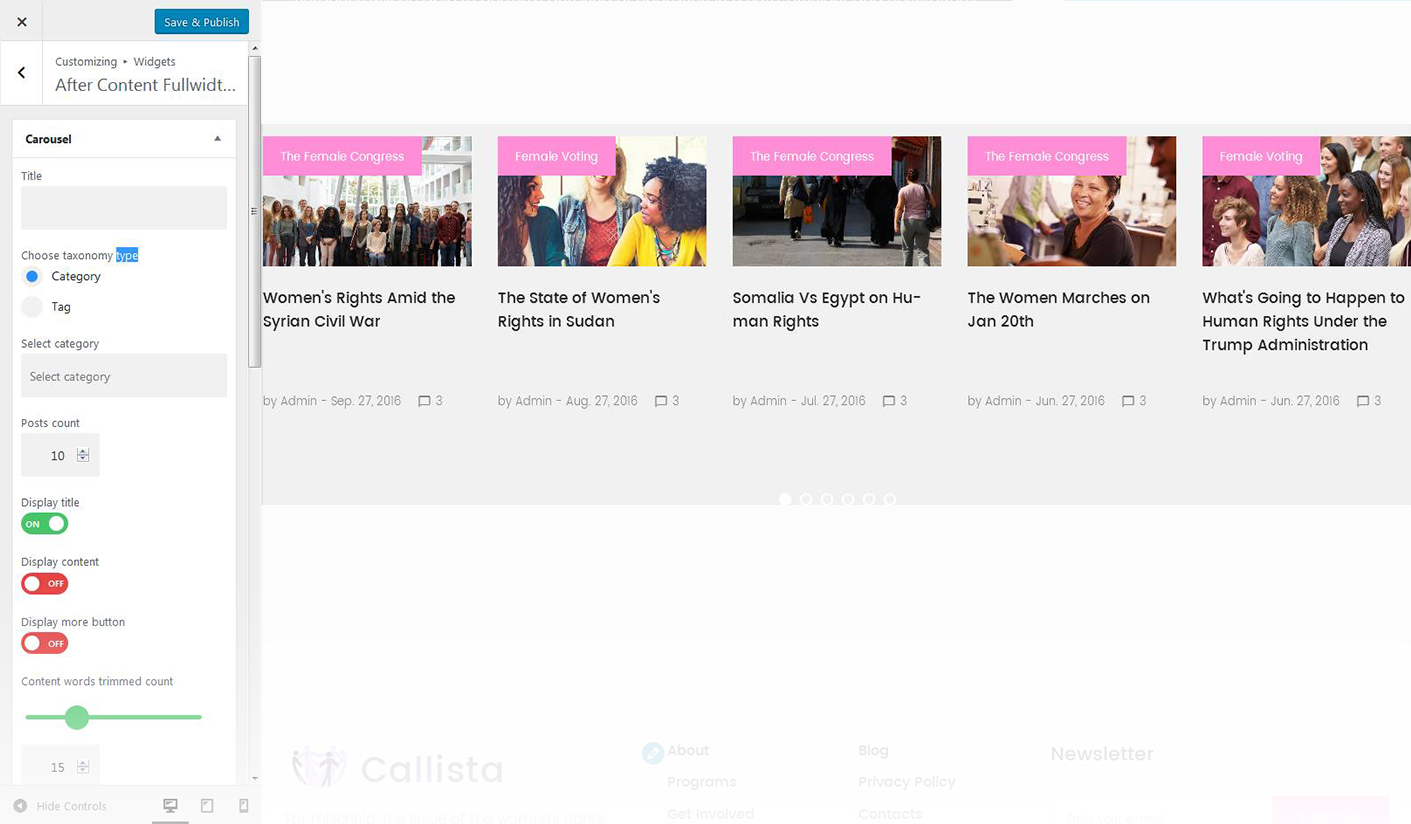 Save & Publish
Customizing ▸ Widgets
After Content Fullwidt...
Carousel
Title
Choose taxonomy type
Category
Tag
Select category
Select category
Posts count
10
Display title
ON
Display content
OFF
Display more button
OFF
Content words trimmed count
15
Hide Controls
The Female Congress
Women's Rights Amid the
Syrian Civil War
by Admin - Sep. 27, 2016 3
Female Voting
The State of Women's
Rights in Sudan
by Admin - Aug. 27, 2016 3
The Female Congress
Somalia Vs Egypt on Hu-
man Rights
by Admin - Jul. 27, 2016 3
The Female Congress
The Women Marches on
Jan 20th
by Admin - Jun. 27, 2016 3
Female Voting
What's Going to Happen to
Human Rights Under the
Trump Administration
by Admin - Jun. 27, 2016 3
Callista
For millennia, the issue of the women's rights
About
Programs
Get Involved
Blog
Privacy Policy
Contacts
Newsletter
Enter your e-mail